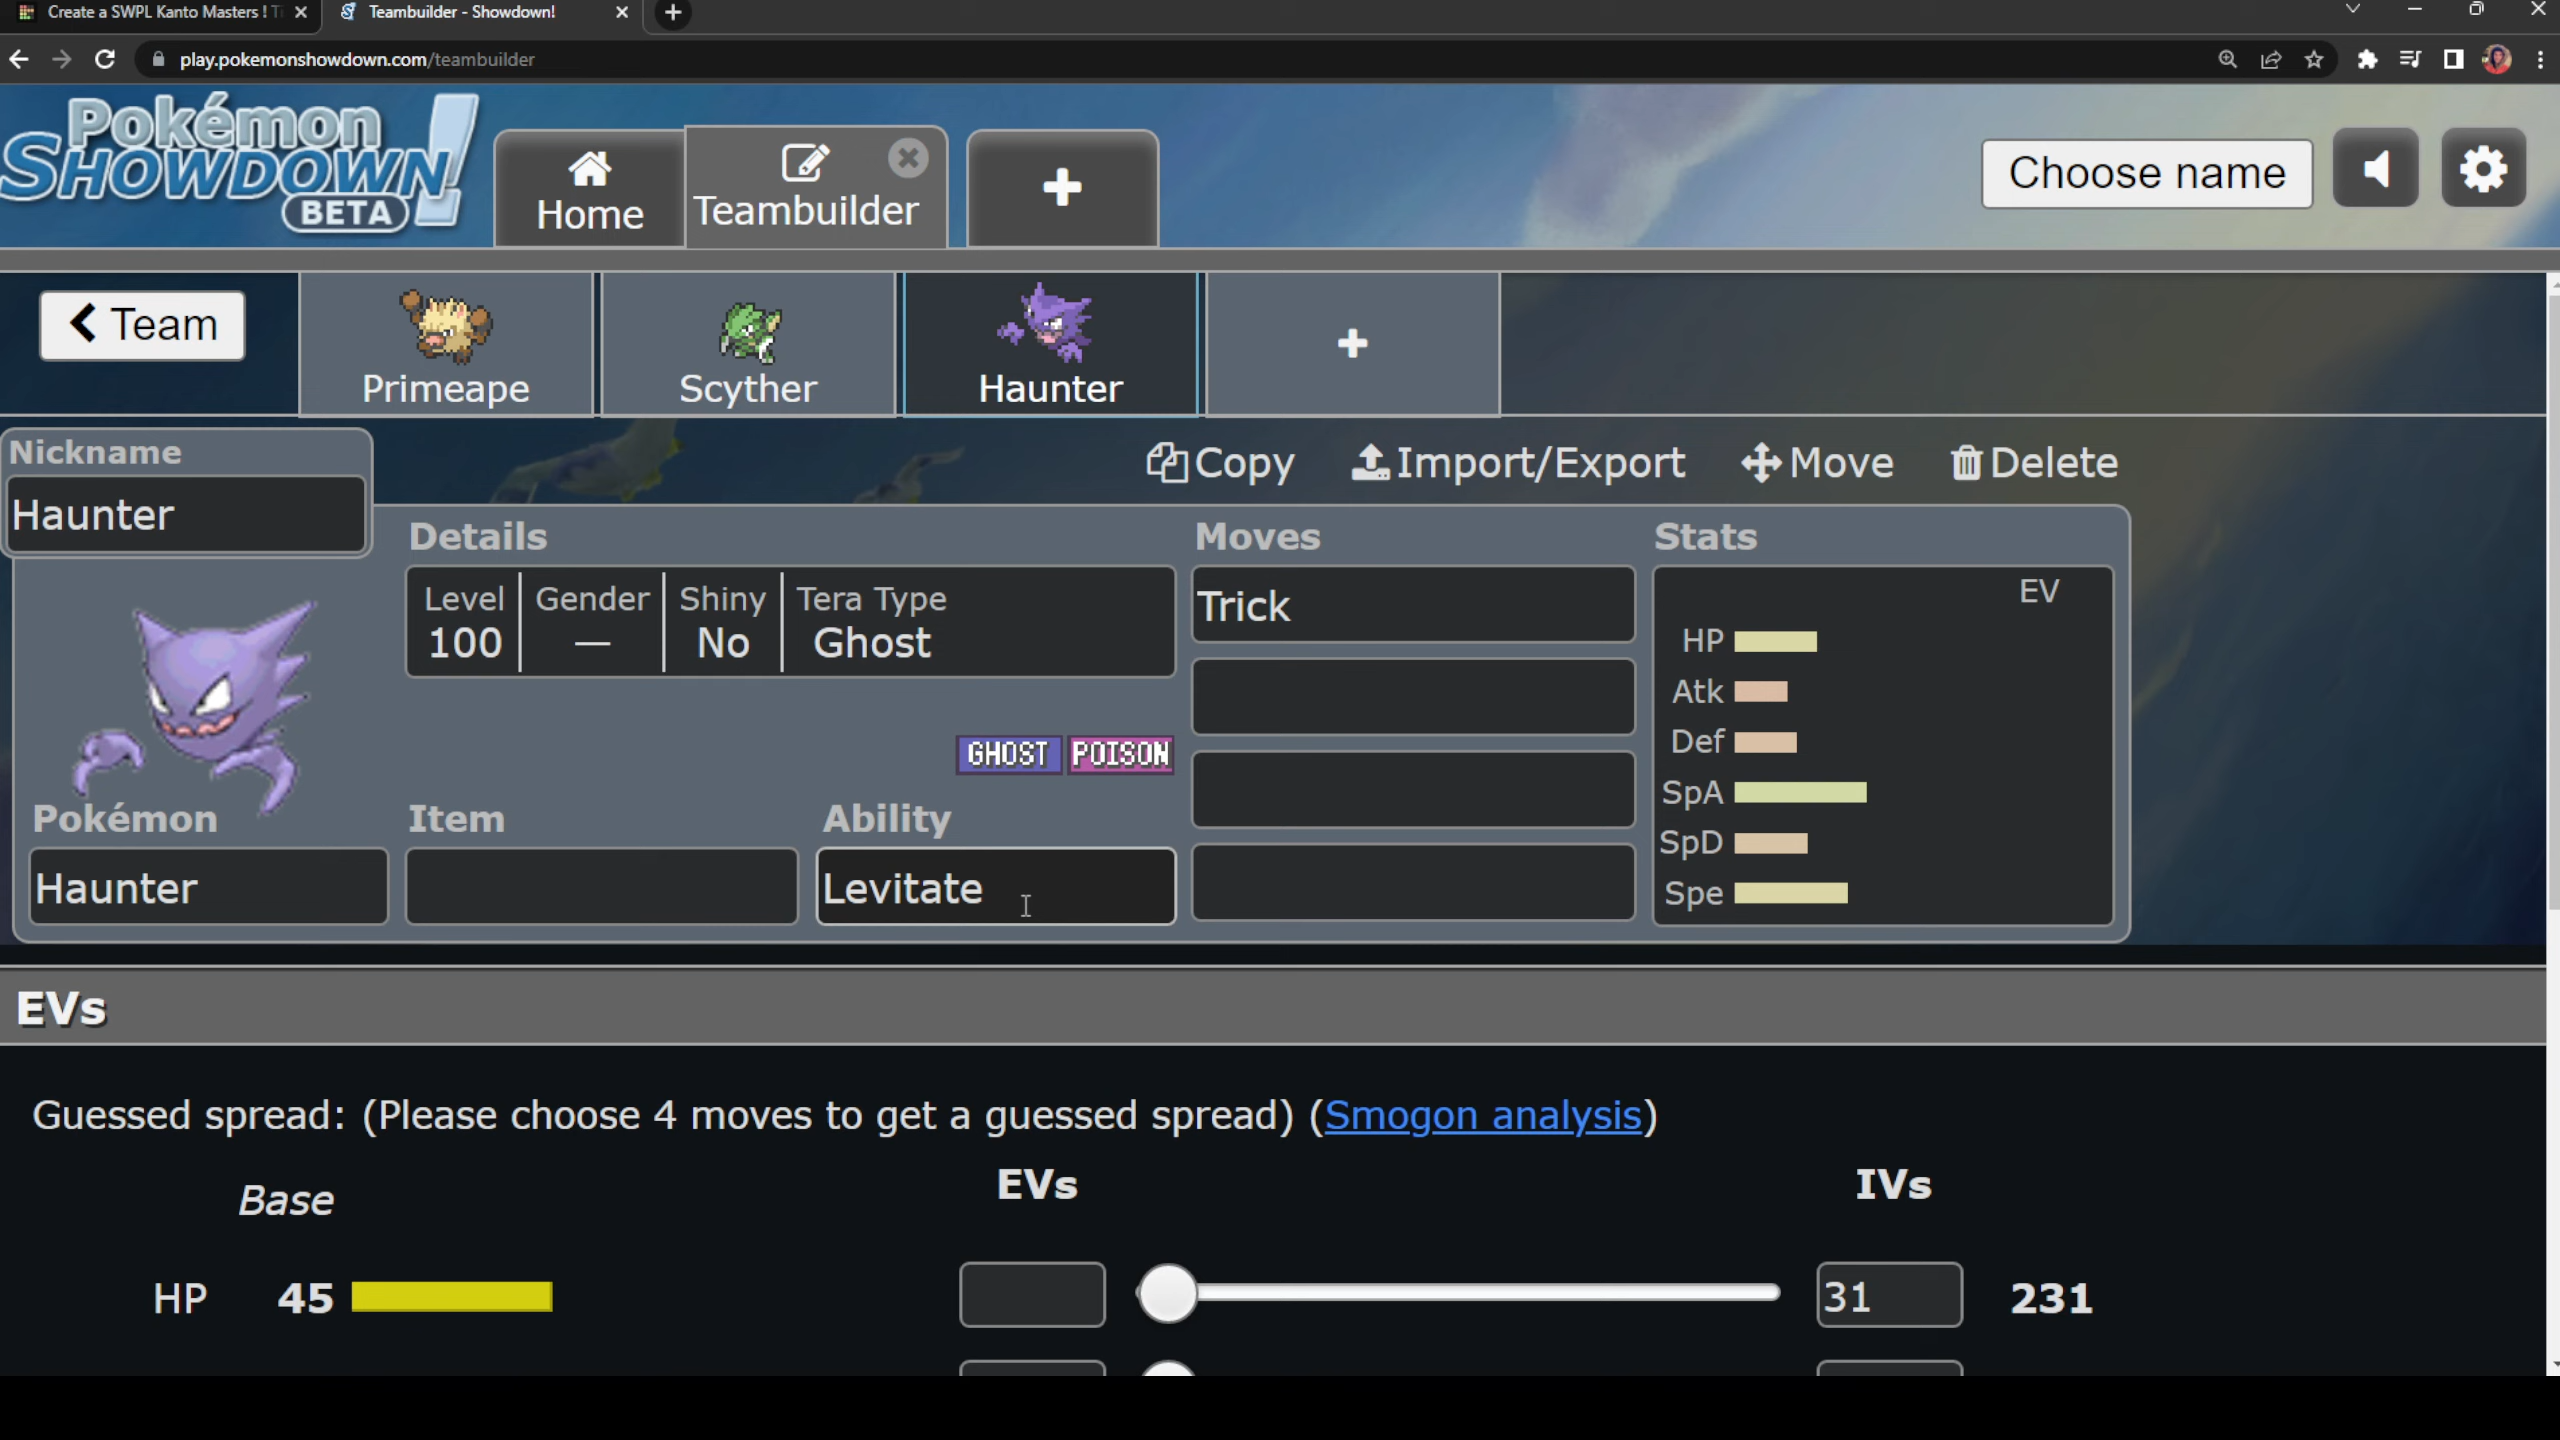 Create a SWPL Kanto Masters ! Ti
Teambuilder - Showdown!
play.pokemonshowdown.com/teambuilder
Pokémon
SHOWDOWN!
BETA
Home
Teambuilder
Choose name
Team
Primeape
Scyther
Haunter
Nickname
Haunter
Copy
Import/Export
Move
Delete
Details
Level
Gender
Shiny
Tera Type
100
—
No
Ghost
GHOST
POISON
Pokémon
Item
Ability
Haunter
Levitate
Moves
Trick
Stats
EV
HP
Atk
Def
SpA
SpD
Spe
EVs
Guessed spread: (Please choose 4 moves to get a guessed spread) (Smogon analysis)
Base
EVs
IVs
HP
45
31
231